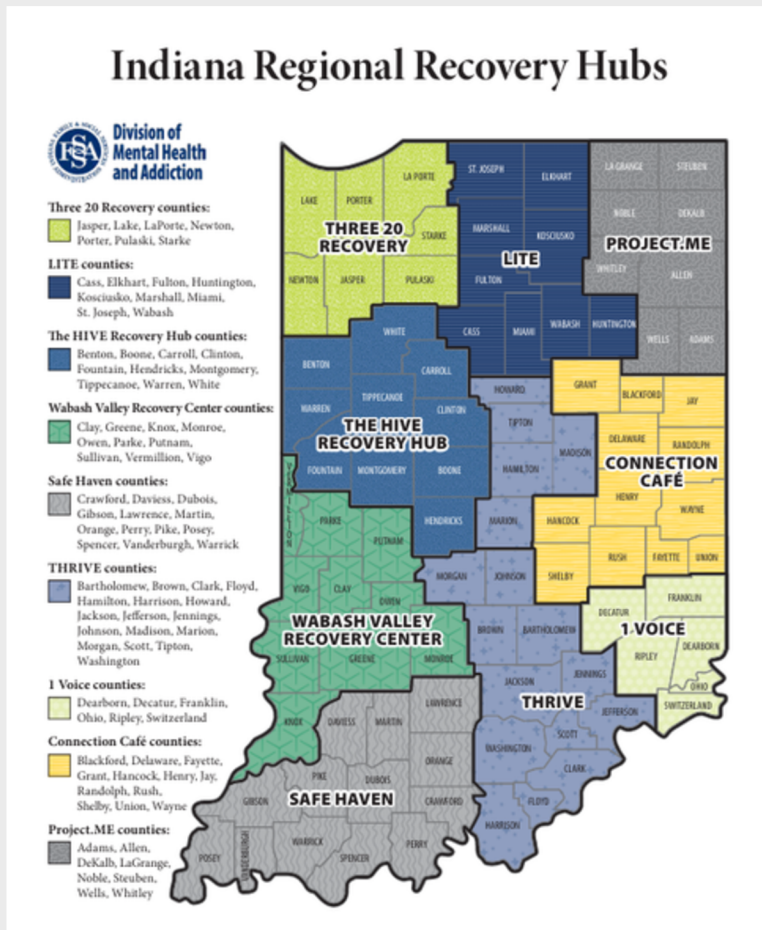 Indiana Regional Recovery Hubs
FSSA
INDIANA FAMILY & SOCIAL SERVICES ADMINISTRATION
Division of
Mental Health
and Addiction
Three 20 Recovery counties:
Jasper, Lake, LaPorte, Newton,
Porter, Pulaski, Starke
LITE counties:
Cass, Elkhart, Fulton, Huntington,
Kosciusko, Marshall, Miami,
St. Joseph, Wabash
The HIVE Recovery Hub counties:
Benton, Boone, Carroll, Clinton,
Fountain, Hendricks, Montgomery,
Tippecanoe, Warren, White
Wabash Valley Recovery Center counties:
Clay, Greene, Knox, Monroe,
Owen, Parke, Putnam,
Sullivan, Vermillion, Vigo
Safe Haven counties:
Crawford, Daviess, Dubois,
Gibson, Lawrence, Martin,
Orange, Perry, Pike, Posey,
Spencer, Vanderburgh, Warrick
THRIVE counties:
Bartholomew, Brown, Clark, Floyd,
Hamilton, Harrison, Howard,
Jackson, Jefferson, Jennings,
Johnson, Madison, Marion,
Morgan, Scott, Tipton,
Washington
1 Voice counties:
Dearborn, Decatur, Franklin,
Ohio, Ripley, Switzerland
Connection Café counties:
Blackford, Delaware, Fayette,
Grant, Hancock, Henry, Jay,
Randolph, Rush,
Shelby, Union, Wayne
Project.ME counties:
Adams, Allen,
DeKalb, LaGrange,
Noble, Steuben,
Wells, Whitley
LAKE
PORTER
LA PORTE
THREE 20
RECOVERY
STARKE
NEWTON
JASPER
PULASKI
ST. JOSEPH
ELKHART
MARSHALL
KOSCIUSKO
LITE
FULTON
CASS
MIAMI
WABASH
HUNTINGTON
LA GRANGE
STEUBEN
NOBLE
DEKALB
PROJECT.ME
WHITLEY
ALLEN
WELLS
ADAMS
WHITE
BENTON
CARROLL
TIPPECANOE
WARREN
CLINTON
THE HIVE
RECOVERY HUB
FOUNTAIN
MONTGOMERY
BOONE
HENDRICKS
HOWARD
TIPTON
MADISON
HAMILTON
MARION
GRANT
BLACKFORD
JAY
DELAWARE
RANDOLPH
CONNECTION
CAFÉ
HENRY
WAYNE
HANCOCK
RUSH
FAYETTE
UNION
SHELBY
VERMILLION
PARKE
PUTNAM
VIGO
CLAY
OWEN
WABASH VALLEY
RECOVERY CENTER
SULLIVAN
GREENE
MONROE
KNOX
MORGAN
JOHNSON
BROWN
BARTHOLOMEW
JENNINGS
JACKSON
THRIVE
JEFFERSON
SCOTT
WASHINGTON
CLARK
FLOYD
HARRISON
DECATUR
FRANKLIN
1 VOICE
DEARBORN
RIPLEY
OHIO
SWITZERLAND
LAWRENCE
DAVIESS
MARTIN
ORANGE
PIKE
DUBOIS
SAFE HAVEN
GIBSON
CRAWFORD
POSEY
VANDERBURGH
WARRICK
SPENCER
PERRY